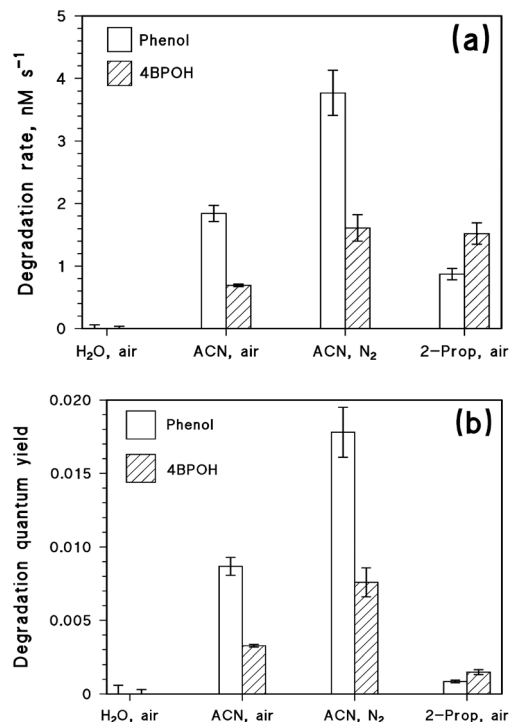 (a)
Phenol
4BPOH
Degradation rate, nM s⁻¹
5
4
3
2
1
0
H₂O, air
ACN, air
ACN, N₂
2-Prop, air
(b)
Phenol
4BPOH
Degradation quantum yield
0.020
0.015
0.010
0.005
0
H₂O, air
ACN, air
ACN, N₂
2-Prop, air